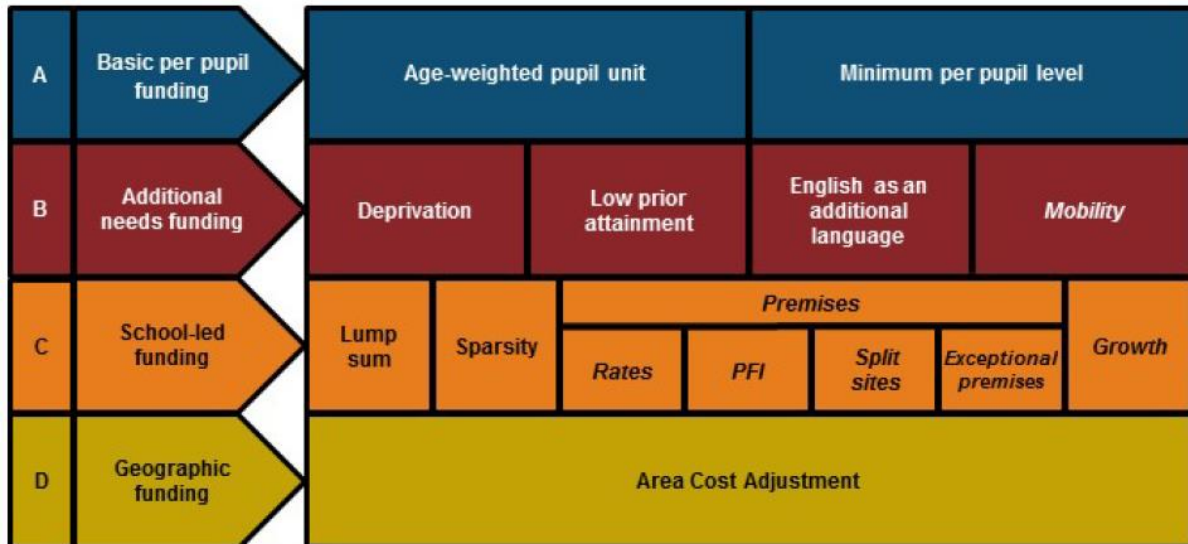 A
Basic per pupil
funding
Age-weighted pupil unit
Minimum per pupil level
B
Additional
needs funding
Deprivation
Low prior
attainment
English as an
additional
language
Mobility
C
School-led
funding
Lump
sum
Sparsity
Premises
Rates
PFI
Split
sites
Exceptional
premises
Growth
D
Geographic
funding
Area Cost Adjustment